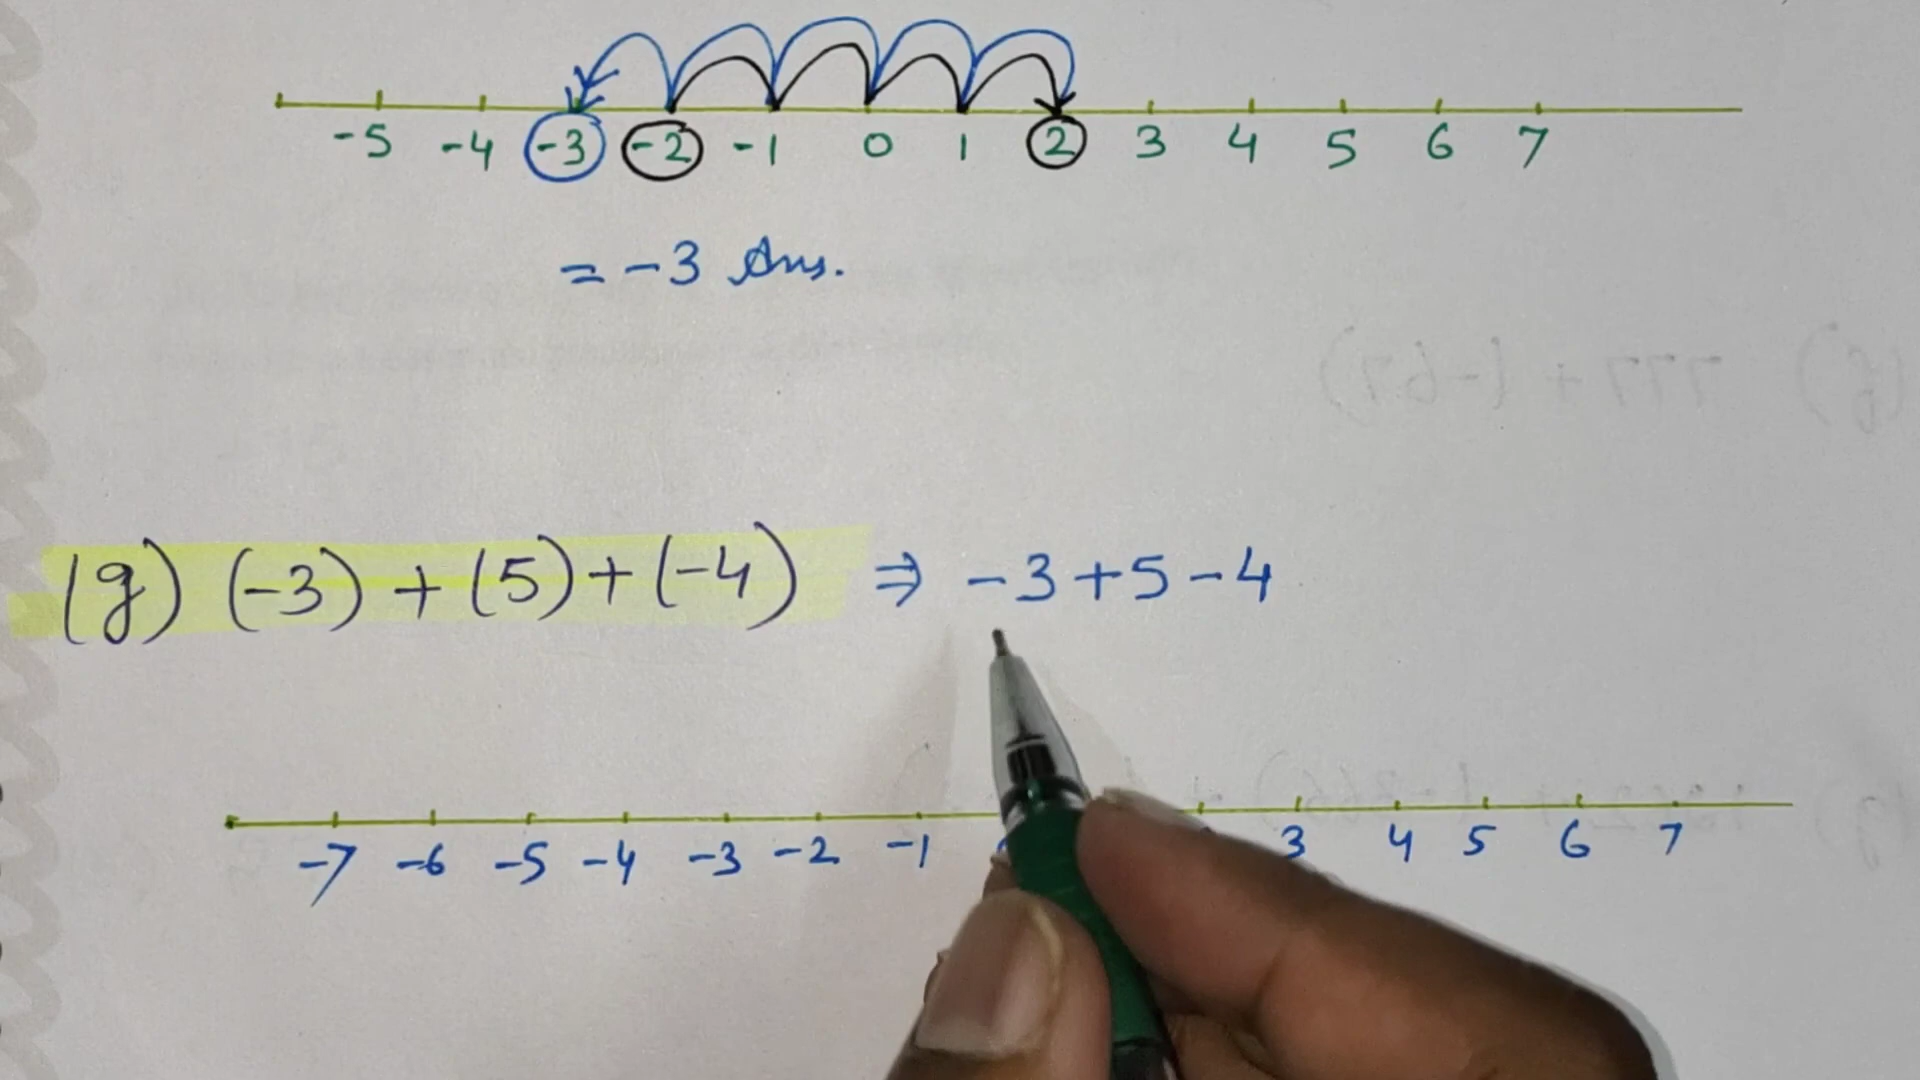 -5 -4 -3 -2 -1 0 1 2 3 4 5 6 7
= -3 Ans.
(g) (-3) + (5) + (-4) ⇒ -3+5-4
-7 -6 -5 -4 -3 -2 -1 3 4 5 6 7